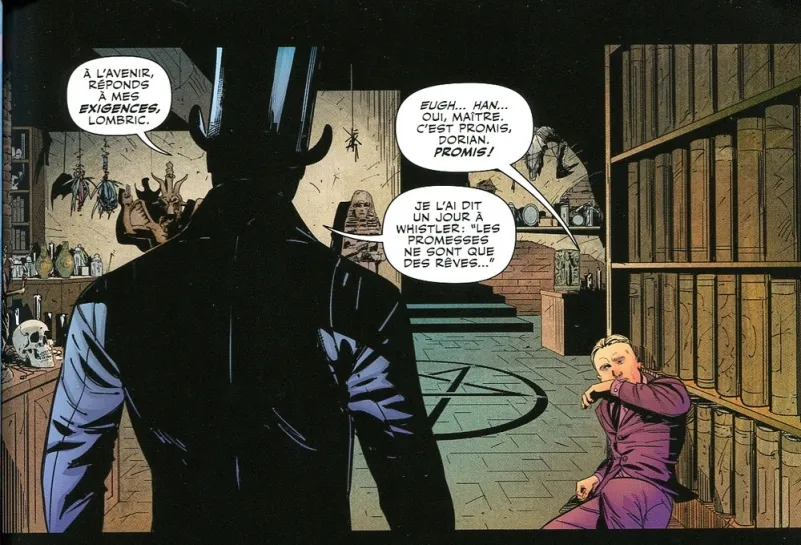 À L'AVENIR,
RÉPONDS
À MES
EXIGENCES,
LOMBRIC.
EUGH... HAN...
OUI, MAÎTRE.
C'EST PROMIS,
DORIAN.
PROMIS!
JE L'AI DIT
UN JOUR À
WHISTLER: "LES
PROMESSES
NE SONT QUE
DES RÊVES..."